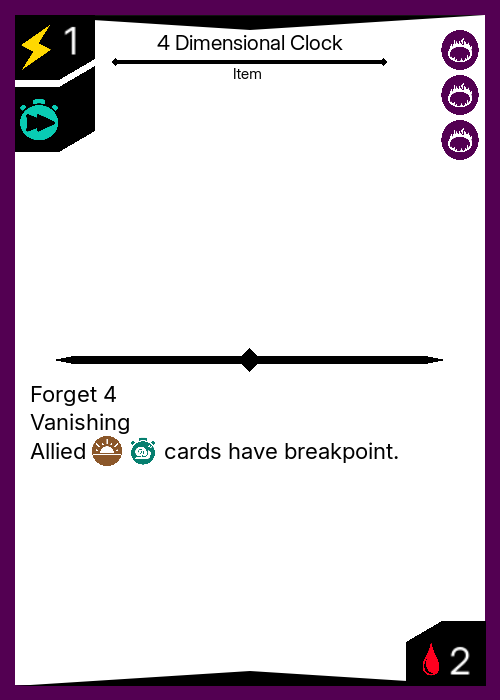 1
4 Dimensional Clock
Item
Forget 4
Vanishing
Allied cards have breakpoint.
2